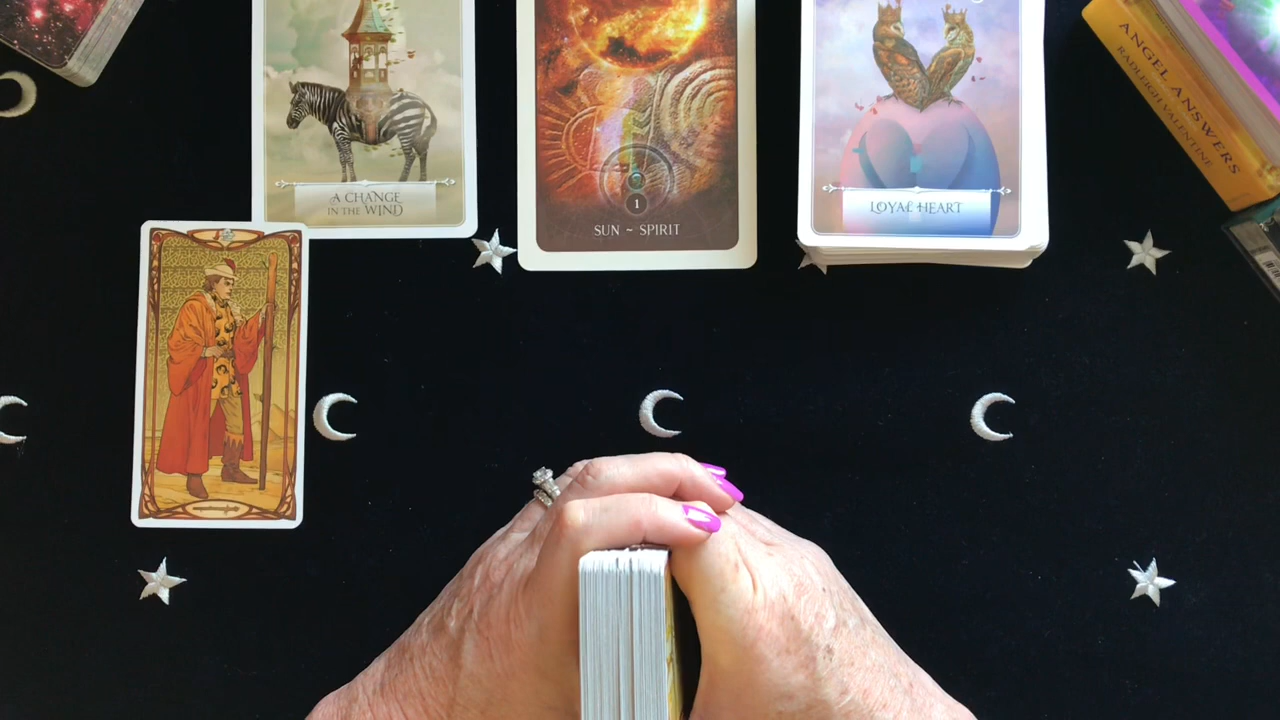 A CHANGE
IN THE WIND
1
SUN ~ SPIRIT
LOYAL HEART
ANGEL ANSWERS
RADLEIGH VALENTINE